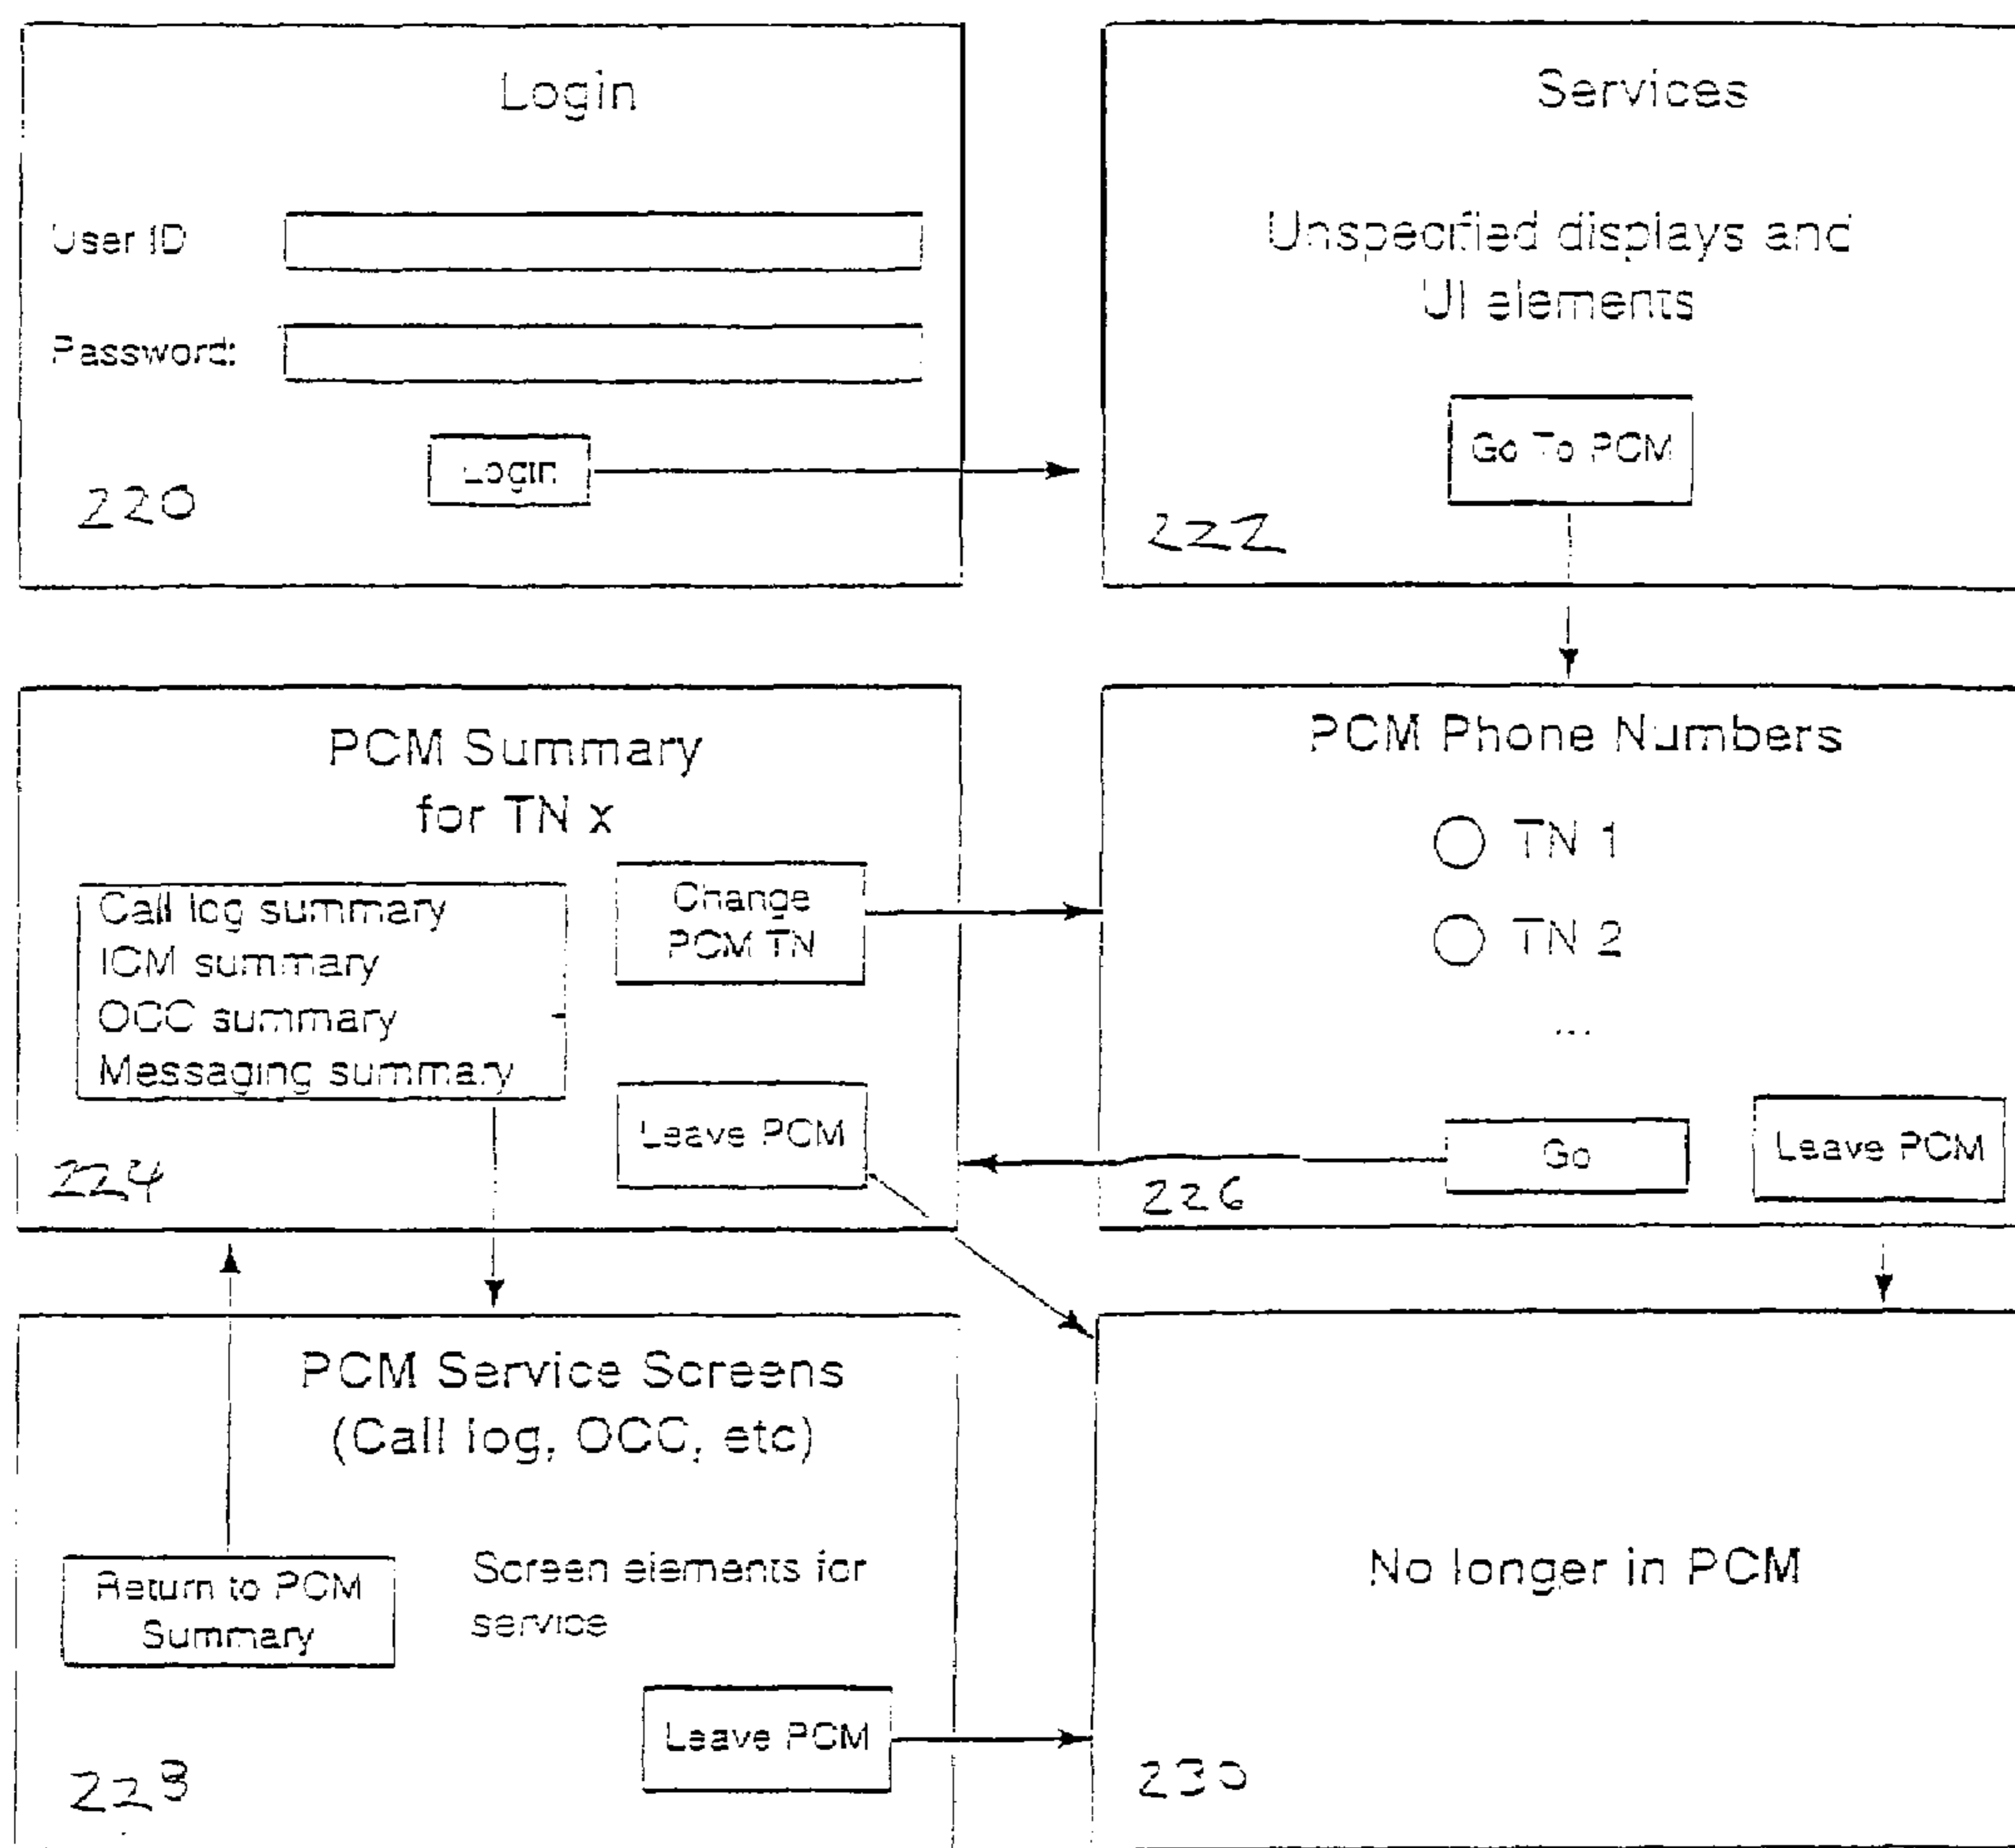 Login
User ID
Password:
Login
220
Services
Unspecified displays and
UI elements
Go To PCM
222
PCM Summary
for TN x
Call log summary
ICM summary
OCC summary
Messaging summary
Change
PCM TN
Leave PCM
224
PCM Phone Numbers
TN 1
TN 2
...
Go
Leave PCM
226
PCM Service Screens
(Call log, OCC, etc)
Return to PCM
Summary
Screen elements for
service
Leave PCM
228
No longer in PCM
230